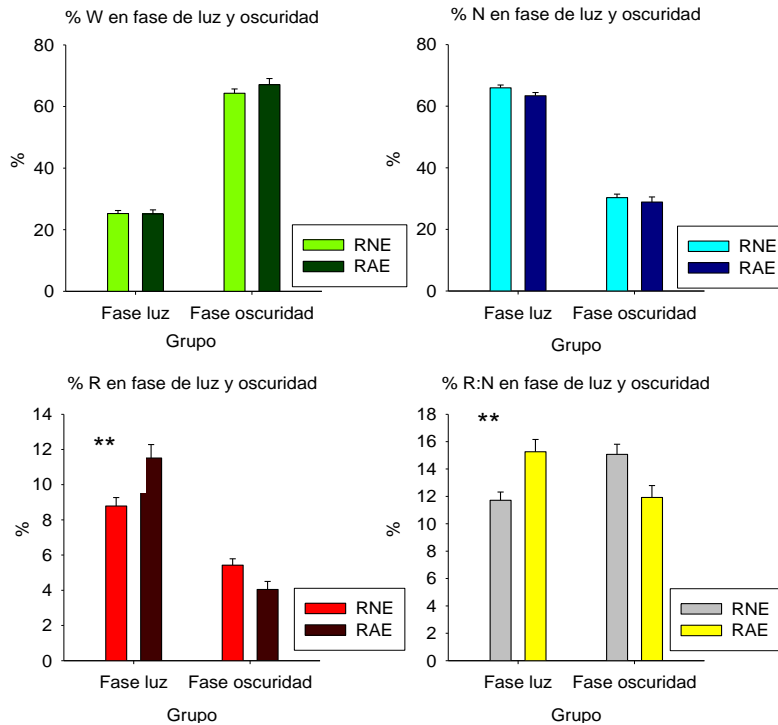 % W en fase de luz y oscuridad
80
60
40
20
0
%
Fase luz
Fase oscuridad
Grupo
RNE
RAE
% N en fase de luz y oscuridad
80
60
40
20
0
%
Fase luz
Fase oscuridad
Grupo
RNE
RAE
% R en fase de luz y oscuridad
14
12
10
8
6
4
2
0
%
**
Fase luz
Fase oscuridad
Grupo
RNE
RAE
% R:N en fase de luz y oscuridad
18
16
14
12
10
8
6
4
2
0
%
**
Fase luz
Fase oscuridad
Grupo
RNE
RAE